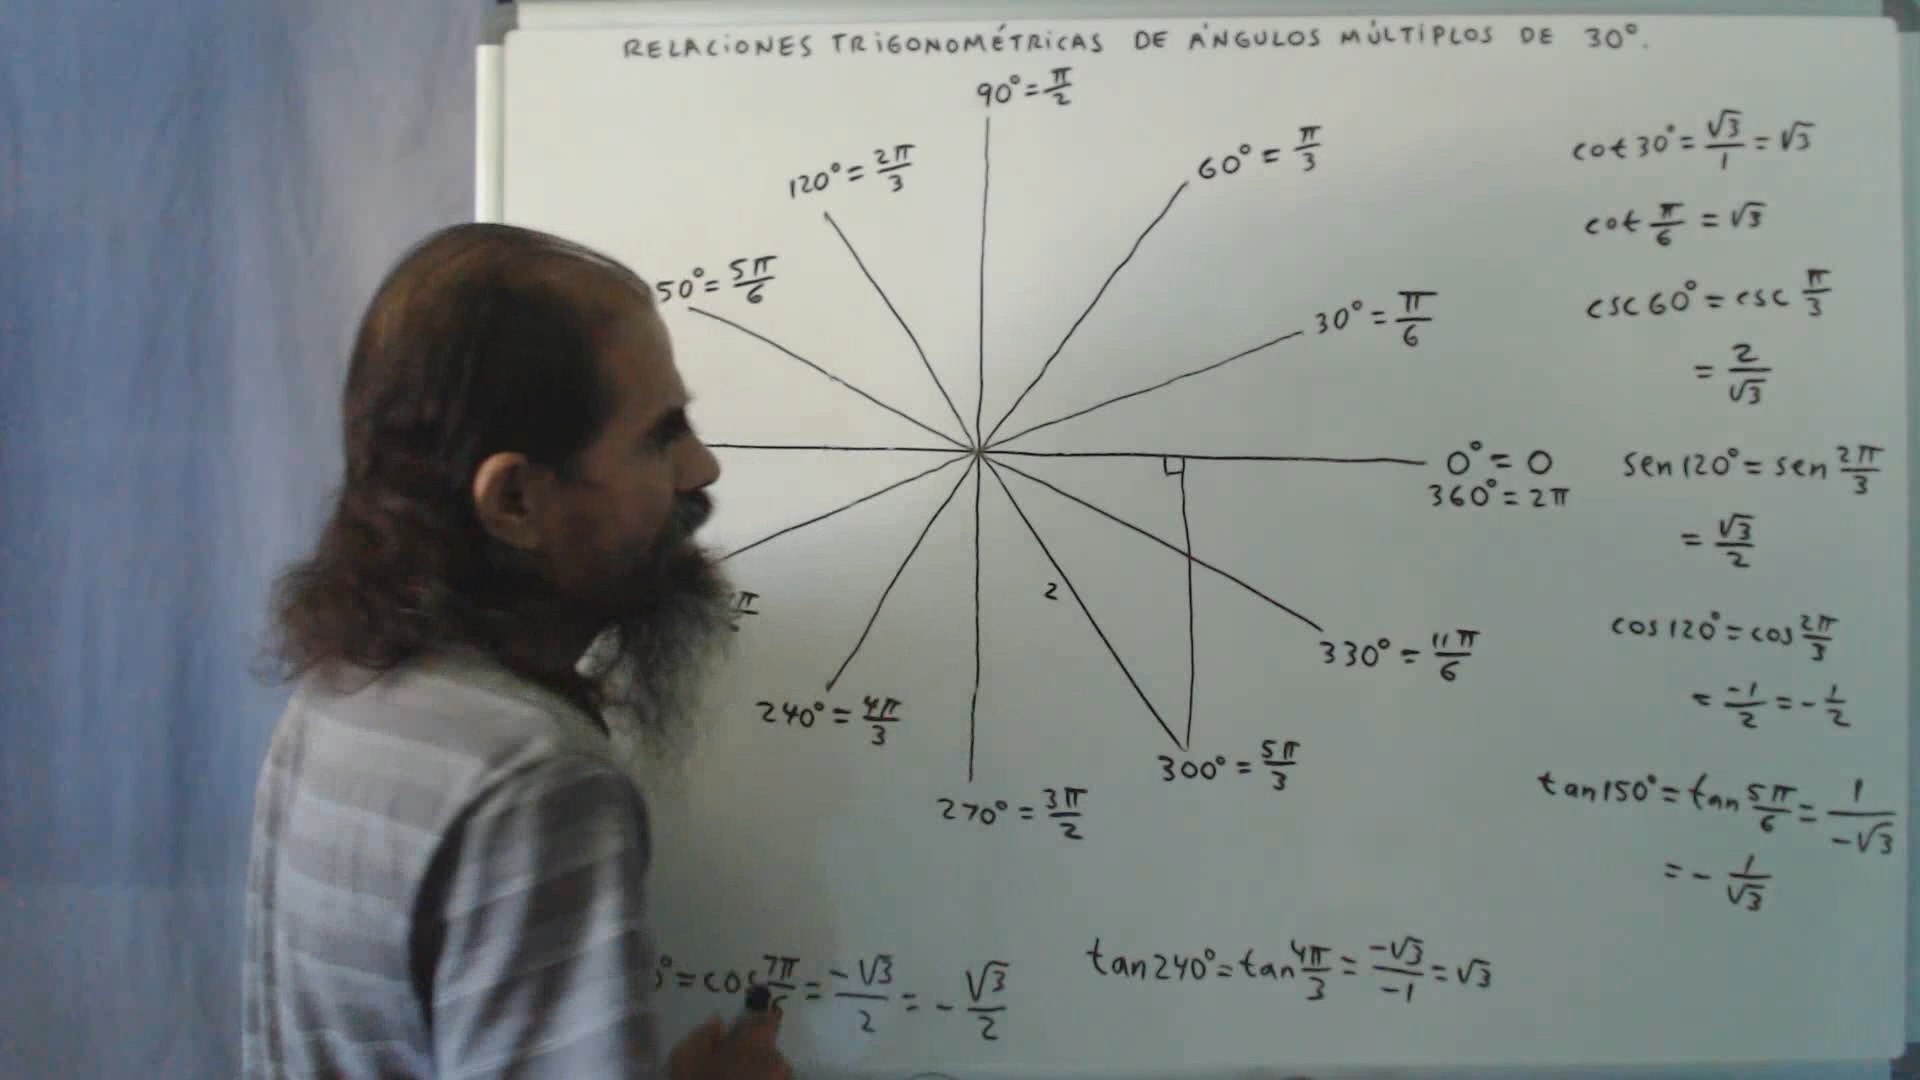 RELACIONES TRIGONOMÉTRICAS DE ÁNGULOS MÚLTIPLOS DE 30°.
90° = π/2
120° = 2π/3
60° = π/3
50° = 5π/6
30° = π/6
0° = 0
360° = 2π
2
330° = 11π/6
240° = 4π/3
300° = 5π/3
270° = 3π/2
cot 30° = √3/1 = √3
cot π/6 = √3
csc 60° = csc π/3
= 2/√3
sen 120° = sen 2π/3
= √3/2
cos 120° = cos 2π/3
= -1/2 = - 1/2
tan 150° = tan 5π/6 = 1/-√3
= - 1/√3
° = cos 7π/6 = -√3/2 = - √3/2
tan 240° = tan 4π/3 = -√3/-1 = √3